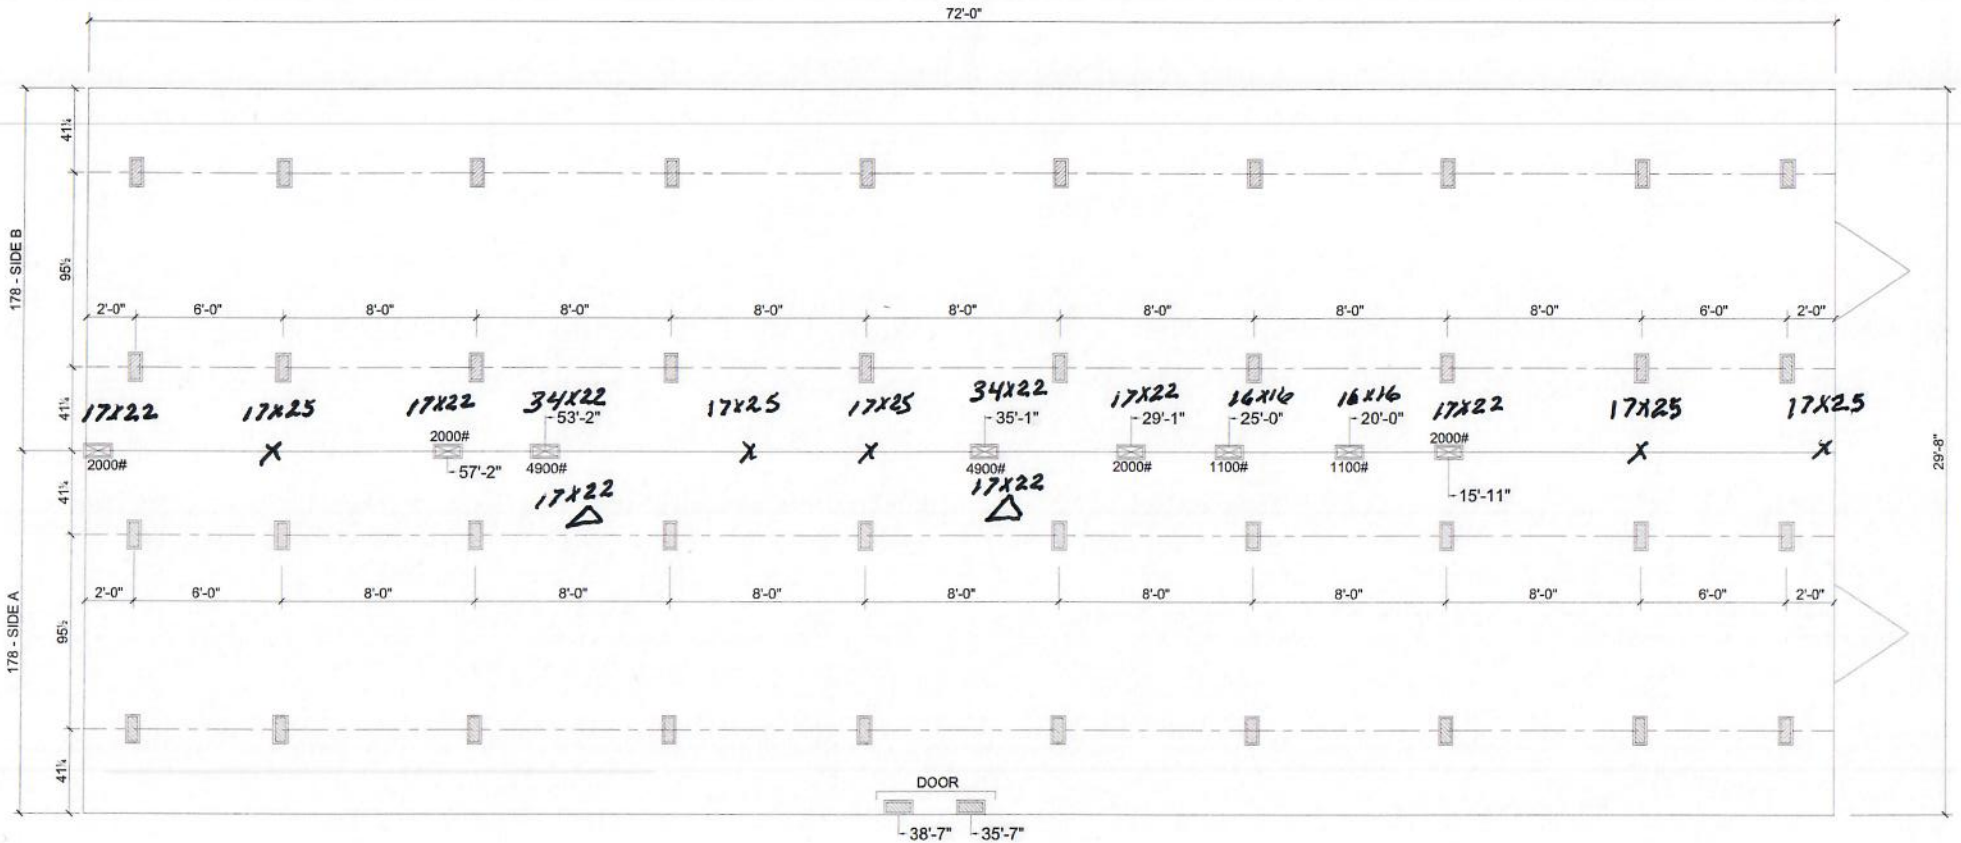 72'-0"
41¼
178 - SIDE B
95½
2'-0" 6'-0" 8'-0" 8'-0" 8'-0" 8'-0" 8'-0" 8'-0" 8'-0" 6'-0" 2'-0"
41¼
17X22 17X25 17X22 34X22 17X25 17X25 34X22 17X22 16X16 16X16 17X22 17X25 17X25
53'-2" 35'-1" 29'-1" 25'-0" 20'-0"
X X X X X
2000# 2000#
2000# 57'-2" 4900# 4900# 2000# 1100# 1100#
29'-8"
41¼
17X22 17X22
15'-11"
2'-0" 6'-0" 8'-0" 8'-0" 8'-0" 8'-0" 8'-0" 8'-0" 8'-0" 6'-0" 2'-0"
178 - SIDE A
95½
41¼
DOOR
38'-7" 35'-7"